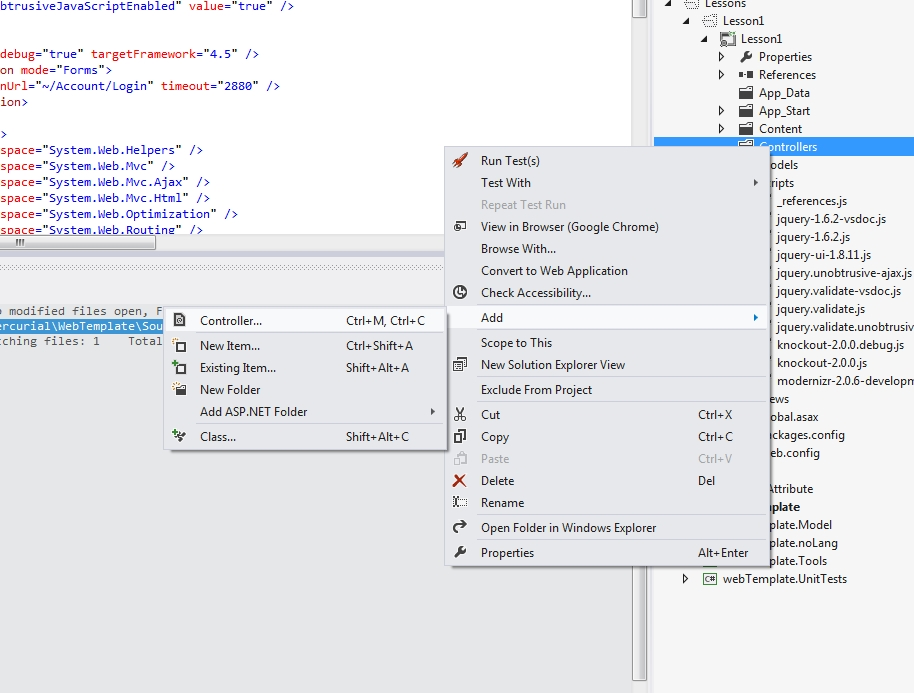 btrusiveJavaScriptEnabled" value="true" />
debug="true" targetFramework="4.5" />
on mode="Forms">
nUrl="~/Account/Login" timeout="2880" />
ion>
>
space="System.Web.Helpers" />
space="System.Web.Mvc" />
space="System.Web.Mvc.Ajax" />
space="System.Web.Mvc.Html" />
space="System.Web.Optimization" />
space="System.Web.Routing" />
modified files open, F
ercurial\WebTemplate\Sou
tching files: 1 Total
Controller... Ctrl+M, Ctrl+C
New Item... Ctrl+Shift+A
Existing Item... Shift+Alt+A
New Folder
Add ASP.NET Folder
Class... Shift+Alt+C
Run Test(s)
Test With
Repeat Test Run
View in Browser (Google Chrome)
Browse With...
Convert to Web Application
Check Accessibility...
Add
Scope to This
New Solution Explorer View
Exclude From Project
Cut Ctrl+X
Copy Ctrl+C
Paste Ctrl+V
Delete Del
Rename
Open Folder in Windows Explorer
Properties Alt+Enter
Lessons
Lesson1
Lesson1
Properties
References
App_Data
App_Start
Content
Controllers
odels
ripts
_references.js
jquery-1.6.2-vsdoc.js
jquery-1.6.2.js
jquery-ui-1.8.11.js
jquery.unobtrusive-ajax.js
jquery.validate-vsdoc.js
jquery.validate.js
jquery.validate.unobtrusiv
knockout-2.0.0.debug.js
knockout-2.0.0.js
modernizr-2.0.6-developm
ews
obal.asax
ckages.config
eb.config
Attribute
plate
plate.Model
plate.noLang
plate.Tools
C# webTemplate.UnitTests